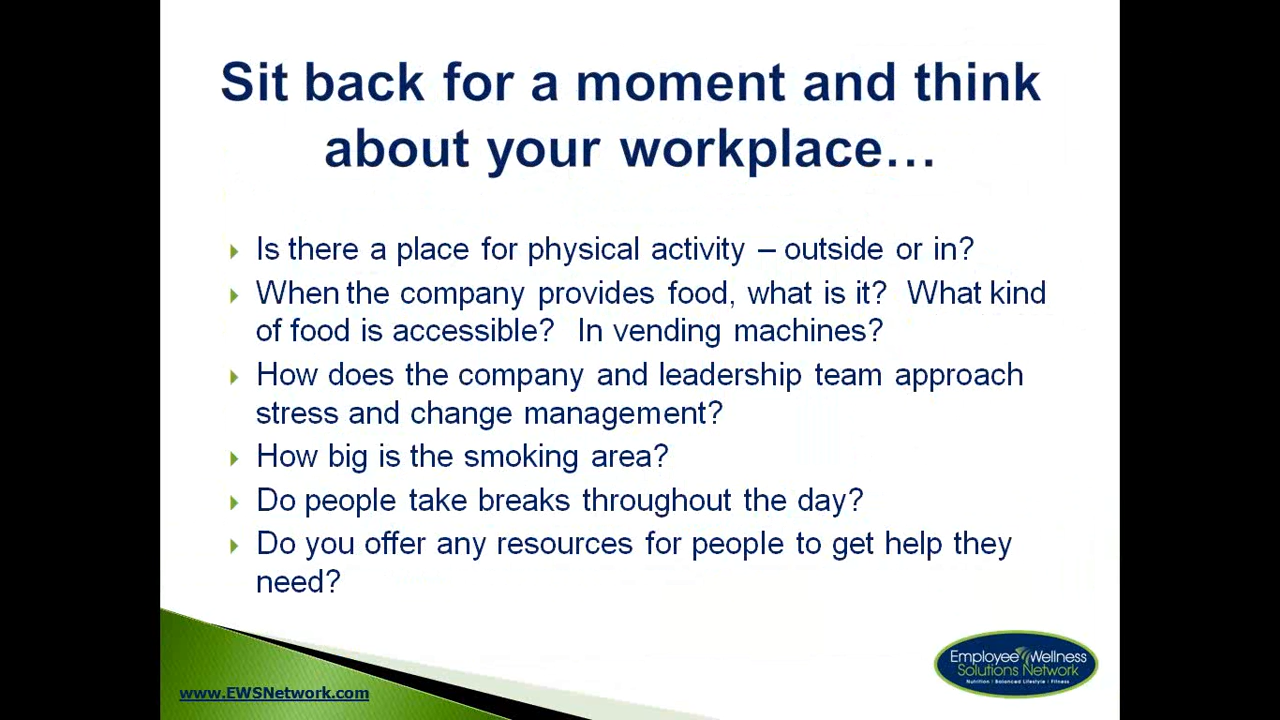 Sit back for a moment and think
about your workplace…
Is there a place for physical activity – outside or in?
When the company provides food, what is it? What kind
of food is accessible? In vending machines?
How does the company and leadership team approach
stress and change management?
How big is the smoking area?
Do people take breaks throughout the day?
Do you offer any resources for people to get help they
need?
Employee Wellness
Solutions Network
Nutrition | Balanced Lifestyle | Fitness
www.EWSNetwork.com